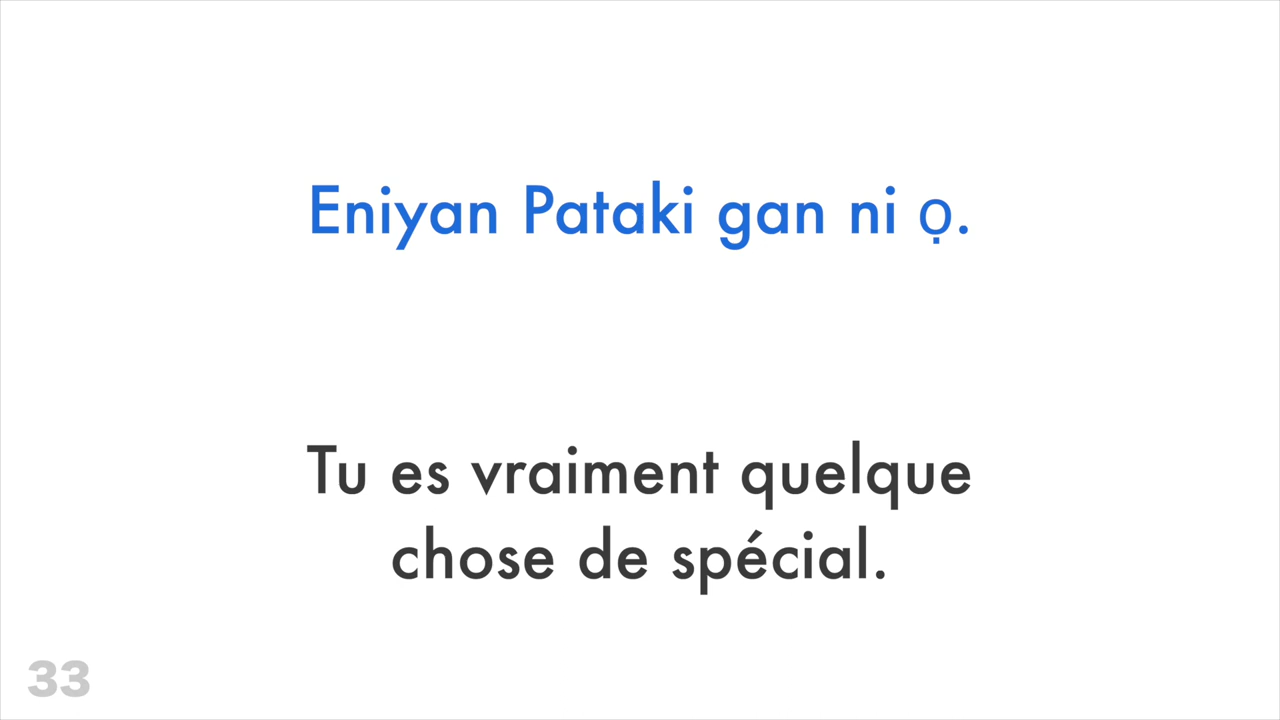 Eniyan Pataki gan ni ọ.
Tu es vraiment quelque
chose de spécial.
33